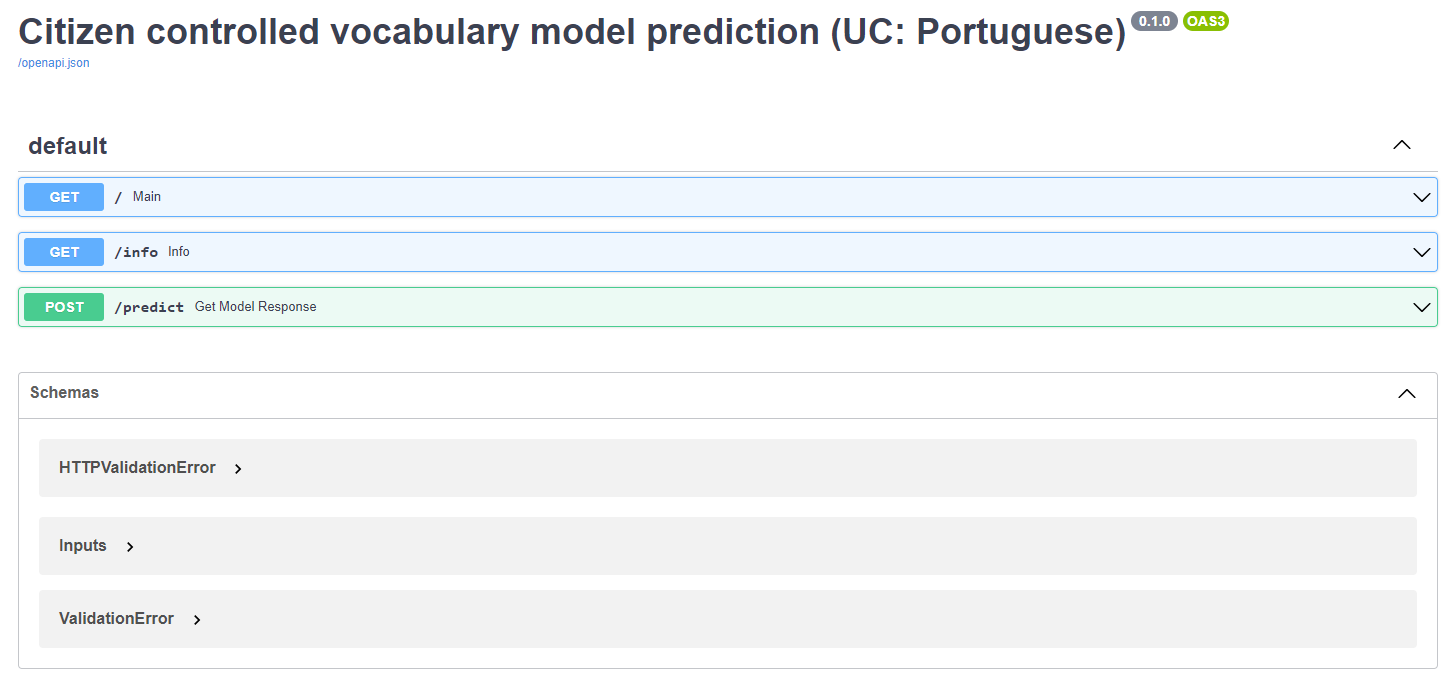 Citizen controlled vocabulary model prediction (UC: Portuguese) 0.1.0 OAS3
/openapi.json
default
GET / Main
GET /info Info
POST /predict Get Model Response
Schemas
HTTPValidationError
Inputs
ValidationError